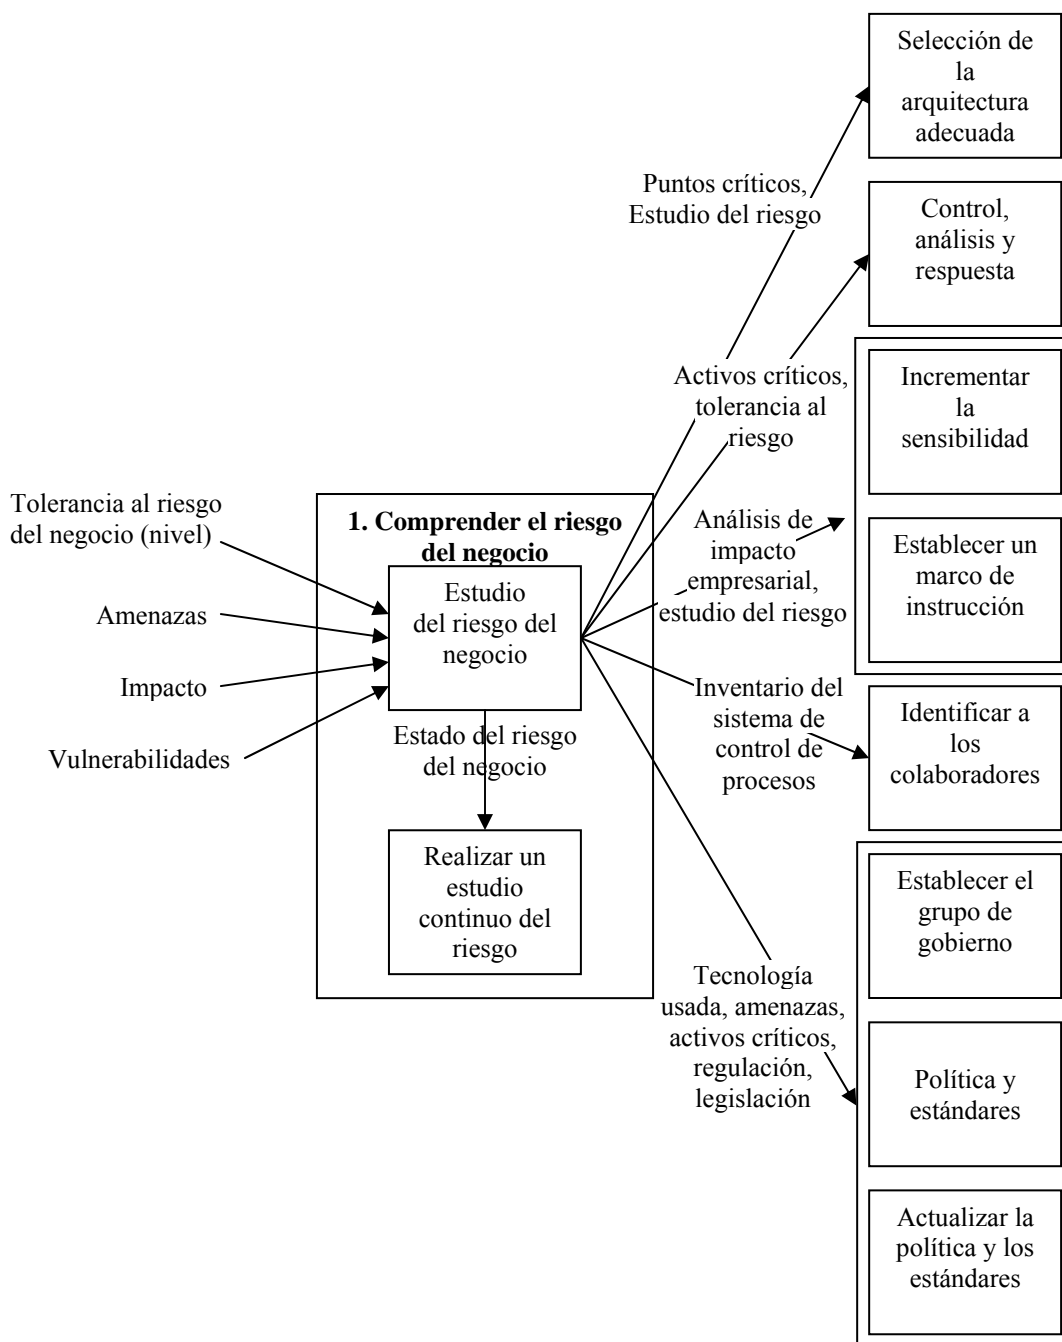 Selección de
la
arquitectura
adecuada
Puntos críticos,
Estudio del riesgo
Control,
análisis y
respuesta
Activos críticos,
tolerancia al
riesgo
Incrementar
la
sensibilidad
Tolerancia al riesgo
del negocio (nivel)
1. Comprender el riesgo
del negocio
Análisis de
impacto
empresarial,
estudio del riesgo
Establecer un
marco de
instrucción
Estudio
del riesgo del
negocio
Amenazas
Impacto
Vulnerabilidades
Inventario del
sistema de
control de
procesos
Identificar a
los
colaboradores
Estado del riesgo
del negocio
Realizar un
estudio
continuo del
riesgo
Establecer el
grupo de
gobierno
Tecnología
usada, amenazas,
activos críticos,
regulación,
legislación
Política y
estándares
Actualizar la
política y los
estándares